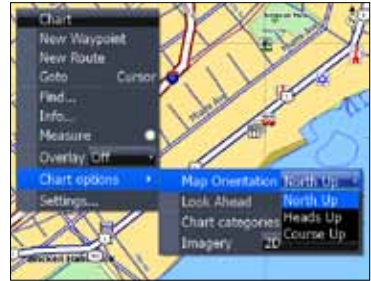 Chart
New Waypoint
New Route
Goto Cursor
Find...
Info...
Measure
Overlay Off
Chart options
Settings...
Map Orientation North Up
Look Ahead
Chart categories
Imagery 2D
North Up
Heads Up
Course Up